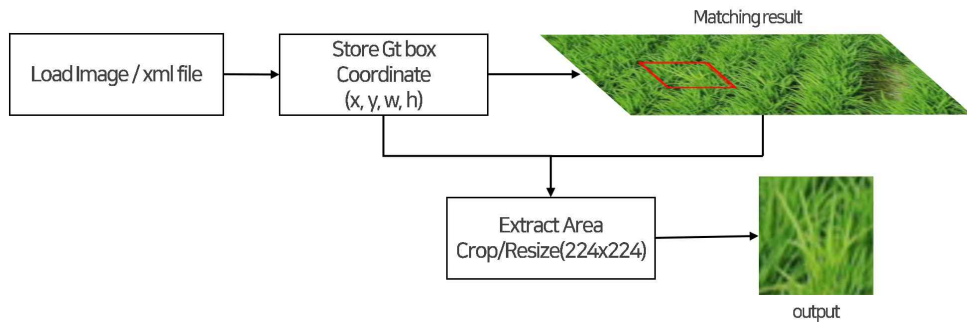 Matching result
Load Image / xml file
Store Gt box
Coordinate
(x, y, w, h)
Extract Area
Crop/Resize(224x224)
output